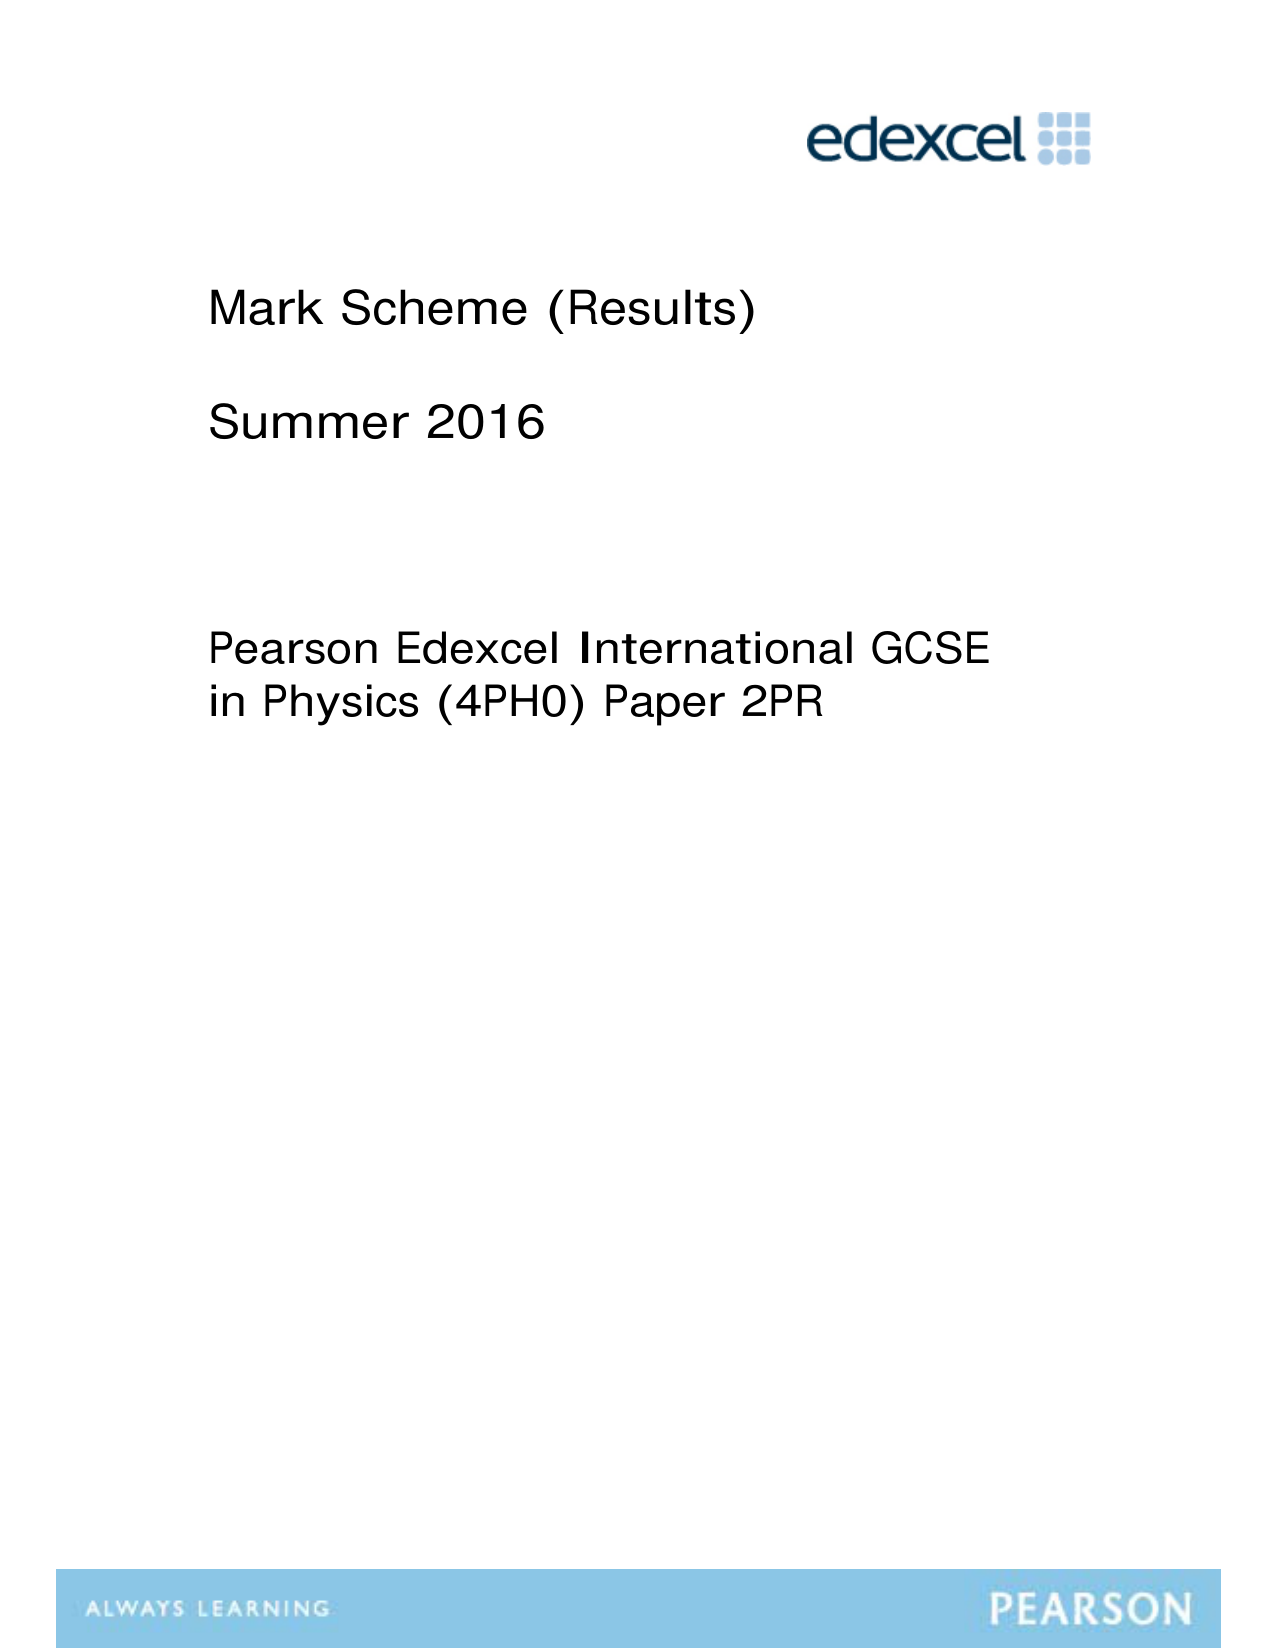 edexcel
Mark Scheme (Results)
Summer 2016
Pearson Edexcel International GCSE
in Physics (4PH0) Paper 2PR
ALWAYS LEARNING
PEARSON